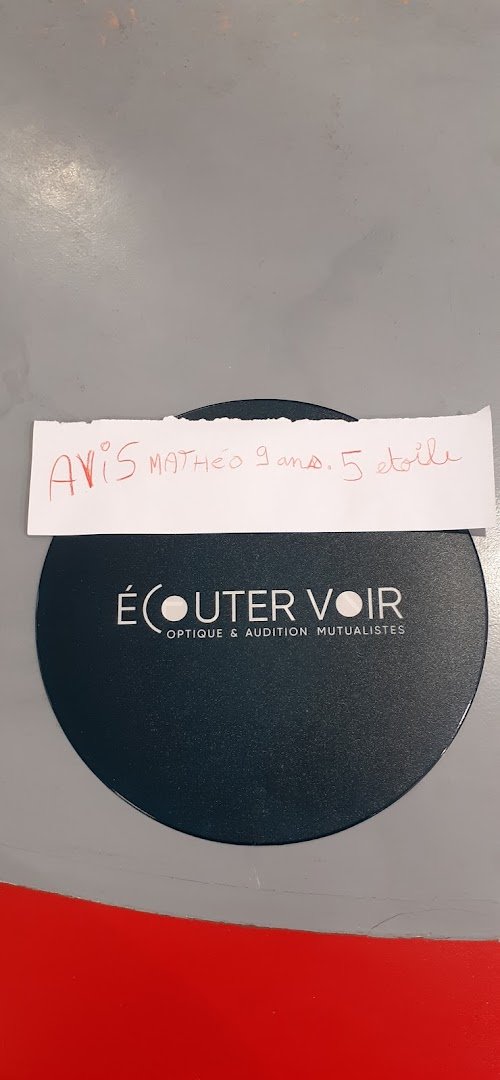 AViS MATHéO 9 ans. 5 etoile
ÉCOUTER VOIR
OPTIQUE & AUDITION MUTUALISTES